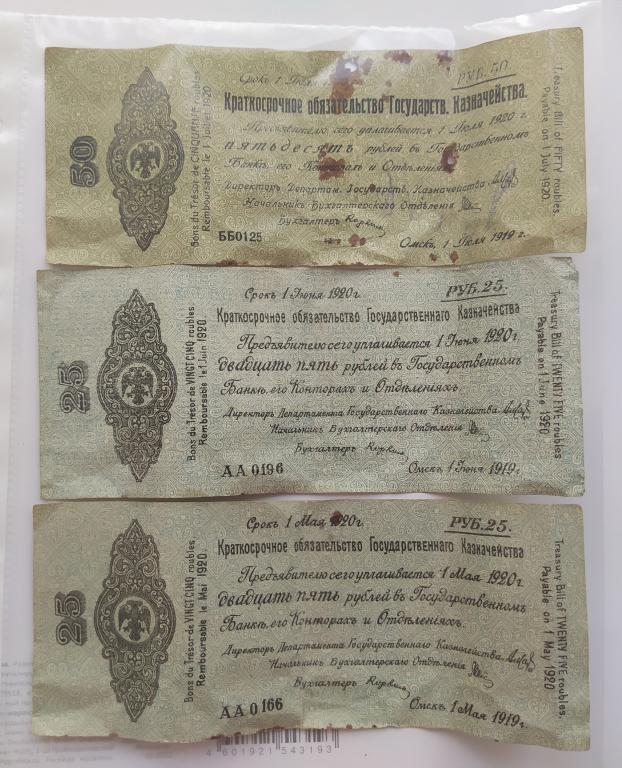 Срокъ 1 Іюля
РУБ. 50.
Краткосрочное обязательство Государств. Казначейства.
Предъявителю сего уплачивается 1 Іюля 1920 г
пятьдесятъ рублей въ Государственномъ
Банкѣ, его Конторахъ и Отдѣленіяхъ
Директоръ Департам. Государств. Казначейства
Начальникъ Бухгалтерскаго Отдѣленія
Бухгалтеръ
ББ0125
Омскъ, 1 Іюля 1919 г.
50
Bons du Trésor de CINQUANTE roubles
Remboursable le 1 Juillet 1920
Treasury Bill of FIFTY roubles
Payable on 1 July 1920.
Срокъ 1 Іюня 1920 г.
РУБ. 25.
Краткосрочное обязательство Государственнаго Казначейства
Предъявителю сего уплачивается 1 Іюня 1920 г.
двадцать пять рублей въ Государственномъ
Банкѣ, его Конторахъ и Отдѣленіяхъ.
Директоръ Департамента Государственнаго Казначейства
Начальникъ Бухгалтерскаго Отдѣленія
Бухгалтеръ
АА0196
Омскъ, 1 Іюня 1919 г.
25
Bons du Trésor de VINGT CINQ roubles
Remboursable le 1 Juin 1920.
Treasury Bill of TWENTY FIVE roubles
Payable on 1 June 1920
Срокъ 1 Мая 1920 г.
РУБ. 25.
Краткосрочное обязательство Государственнаго Казначейства
Предъявителю сего уплачивается 1 Мая 1920 г
двадцать пять рублей въ Государственномъ
Банкѣ, его Конторахъ и Отдѣленіяхъ.
Директоръ Департамента Государственнаго Казначейства
Начальникъ Бухгалтерскаго Отдѣленія
Бухгалтеръ
АА0166
Омскъ, 1 Мая 1919 г.
25
Bons du Trésor de VINGT CINQ roubles
Remboursable le Mai 1920.
Treasury Bill of TWENTY FIVE roubles.
Payable on 1 May 1920
4 601921 543193